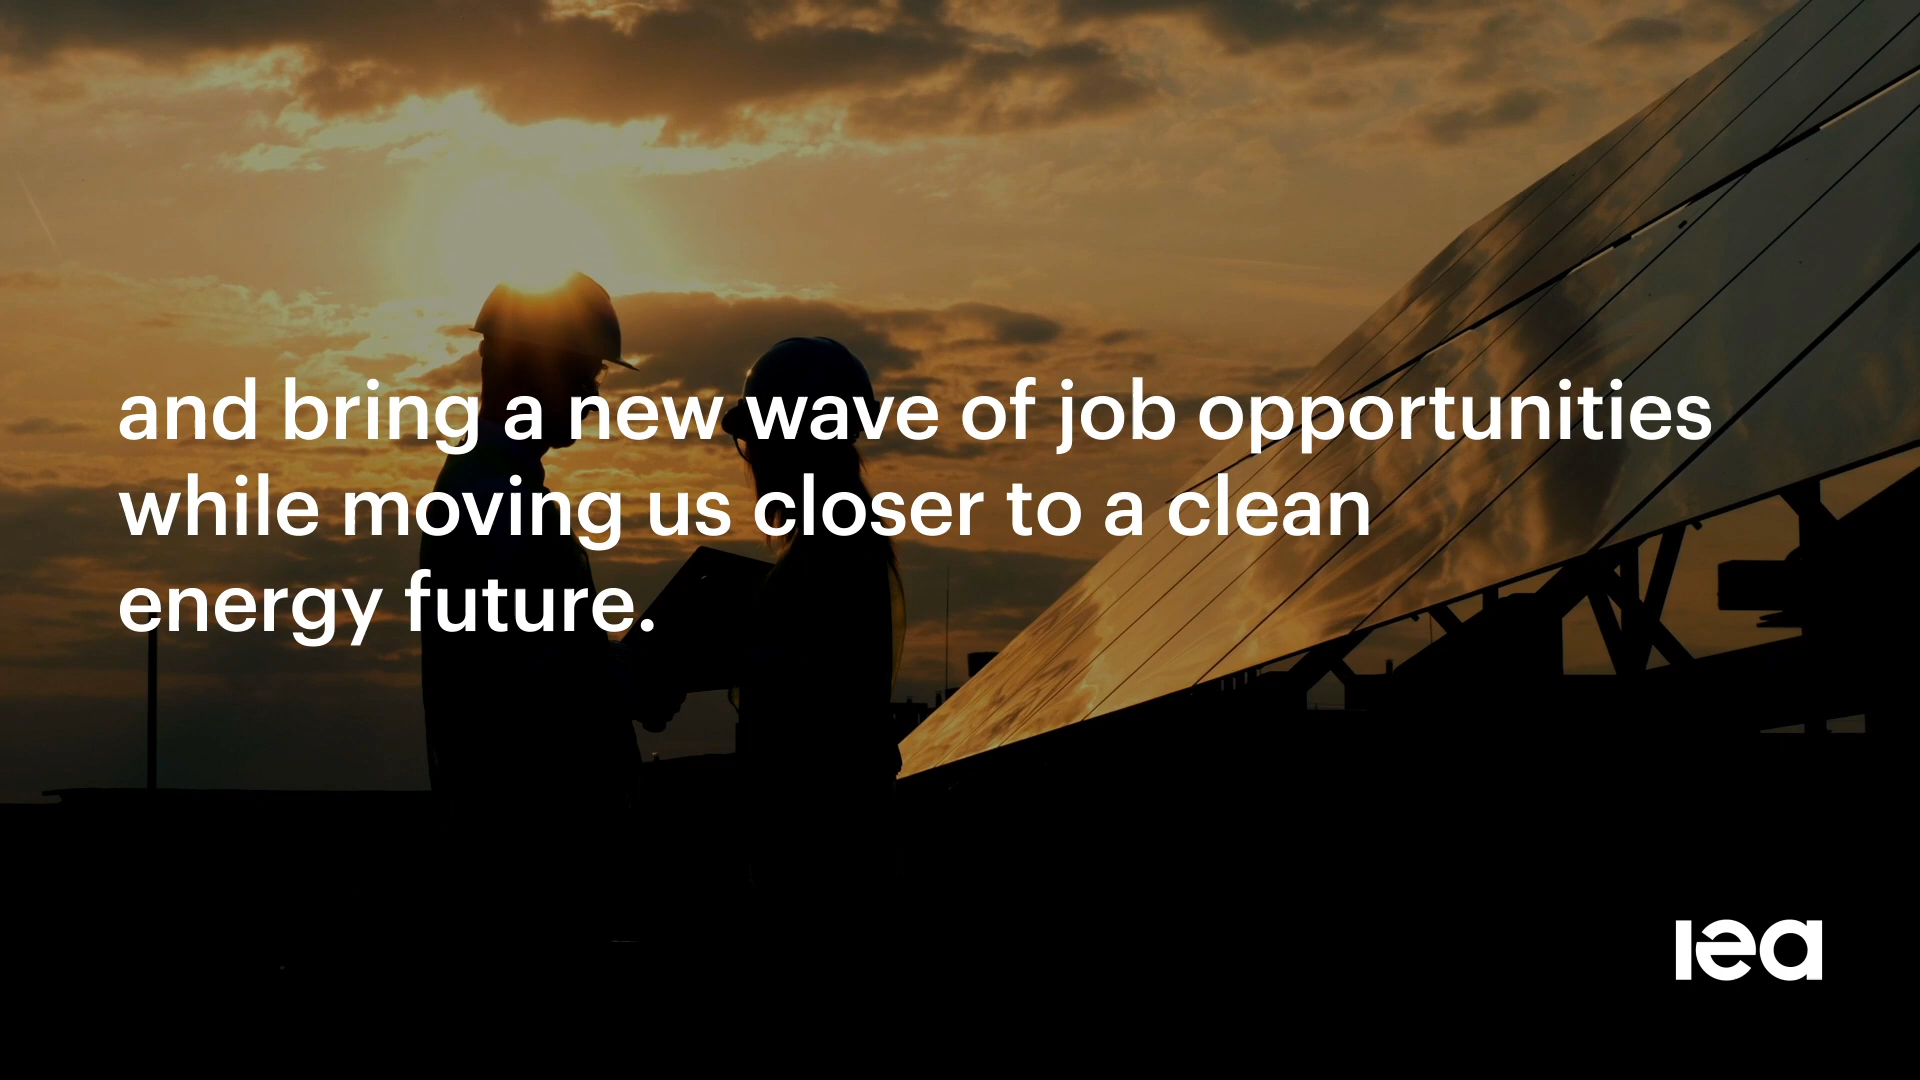 and bring a new wave of job opportunities
while moving us closer to a clean
energy future.
iea